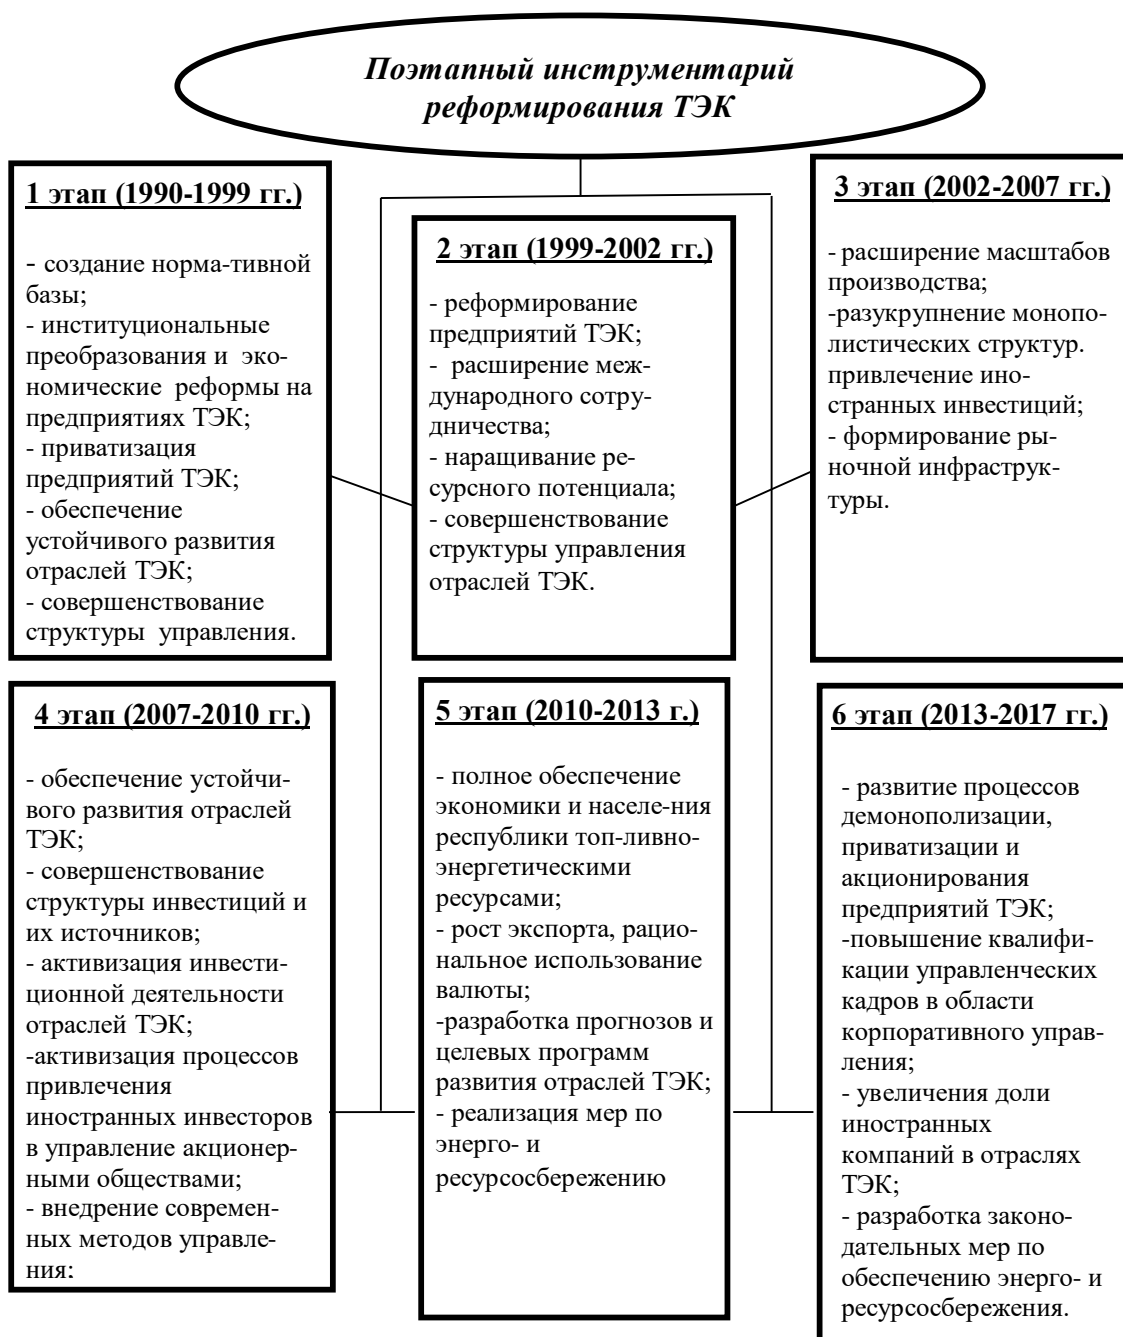 Поэтапный инструментарий
реформирования ТЭК
1 этап (1990-1999 гг.)
- создание норма-тивной
базы;
- институциональные
преобразования и эко-
номические реформы на
предприятиях ТЭК;
- приватизация
предприятий ТЭК;
- обеспечение
устойчивого развития
отраслей ТЭК;
- совершенствование
структуры управления.
2 этап (1999-2002 гг.)
- реформирование
предприятий ТЭК;
- расширение меж-
дународного сотру-
дничества;
- наращивание ре-
сурсного потенциала;
- совершенствование
структуры управления
отраслей ТЭК.
3 этап (2002-2007 гг.)
- расширение масштабов
производства;
-разукрупнение монопо-
листических структур.
привлечение ино-
странных инвестиций;
- формирование ры-
ночной инфраструк-
туры.
4 этап (2007-2010 гг.)
- обеспечение устойчи-
вого развития отраслей
ТЭК;
- совершенствование
структуры инвестиций и
их источников;
- активизация инвести-
ционной деятельности
отраслей ТЭК;
-активизация процессов
привлечения
иностранных инвесторов
в управление акционер-
ными обществами;
- внедрение современ-
ных методов управле-
ния;
5 этап (2010-2013 г.)
- полное обеспечение
экономики и населе-ния
республики топ-ливно-
энергетическими
ресурсами;
- рост экспорта, рацио-
нальное использование
валюты;
-разработка прогнозов и
целевых программ
развития отраслей ТЭК;
- реализация мер по
энерго- и
ресурсосбережению
6 этап (2013-2017 гг.)
- развитие процессов
демонополизации,
приватизации и
акционирования
предприятий ТЭК;
-повышение квалифи-
кации управленческих
кадров в области
корпоративного управ-
ления;
- увеличения доли
иностранных
компаний в отраслях
ТЭК;
- разработка законо-
дательных мер по
обеспечению энерго- и
ресурсосбережения.